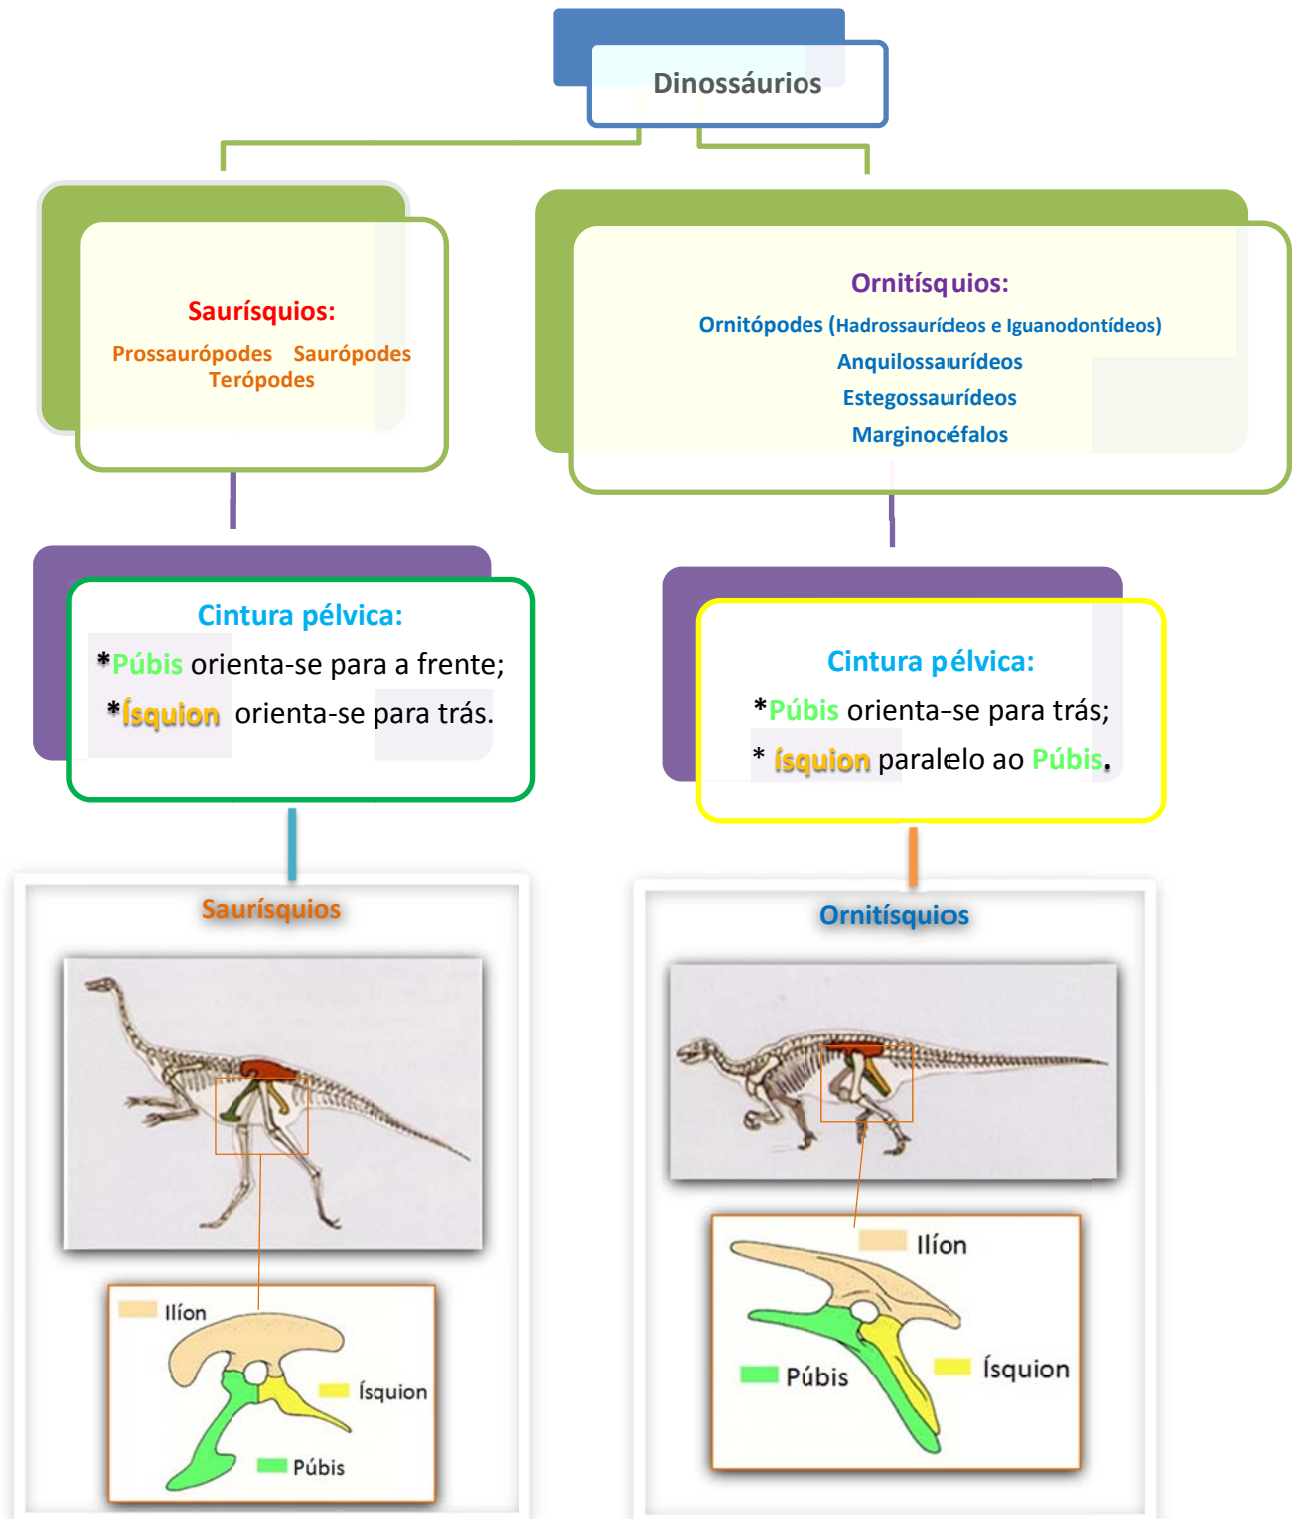 Dinossáurios
Saurísquios:
Prossaurópodes Saurópodes
Terópodes
Ornitísquios:
Ornitópodes (Hadrossaurídeos e Iguanodontídeos)
Anquilossaurídeos
Estegossaurídeos
Marginocéfalos
Cintura pélvica:
*Púbis orienta-se para a frente;
*Ísquion orienta-se para trás.
Cintura pélvica:
*Púbis orienta-se para trás;
* ísquion paralelo ao Púbis.
Saurísquios
Ilíon
Ísquion
Púbis
Ornitísquios
Ilíon
Púbis
Ísquion